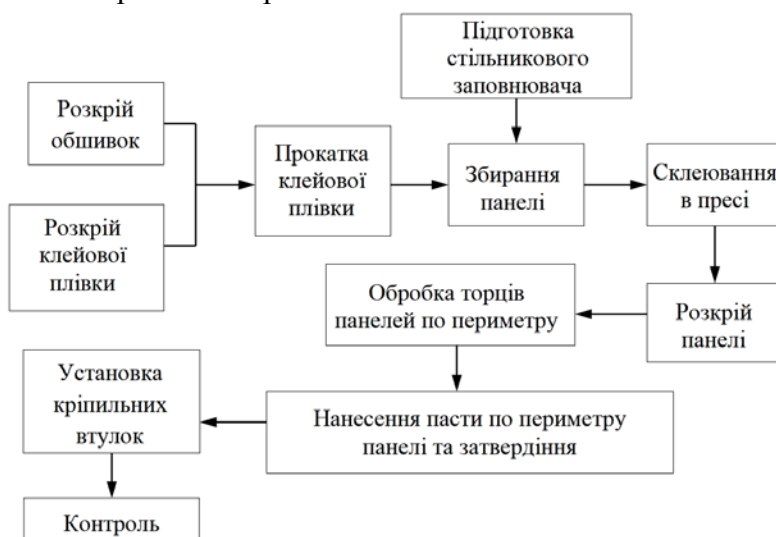 Підготовка
стільникового
заповнювача
Розкрій
обшивок
Розкрій
клейової
плівки
Прокатка
клейової
плівки
Збирання
панелі
Склеювання
в пресі
Розкрій
панелі
Обробка торців
панелей по периметру
Нанесення пасти по периметру
панелі та затвердіння
Установка
кріпильних
втулок
Контроль